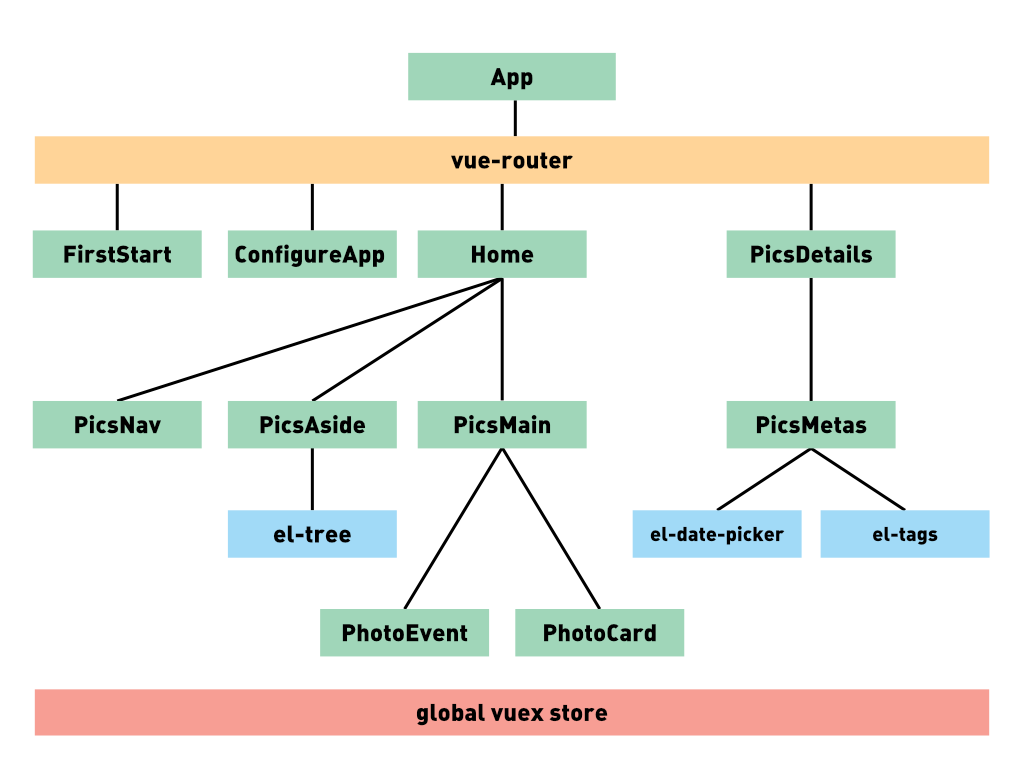 App
vue-router
FirstStart
ConfigureApp
Home
PicsDetails
PicsNav
PicsAside
PicsMain
PicsMetas
el-tree
el-date-picker
el-tags
PhotoEvent
PhotoCard
global vuex store